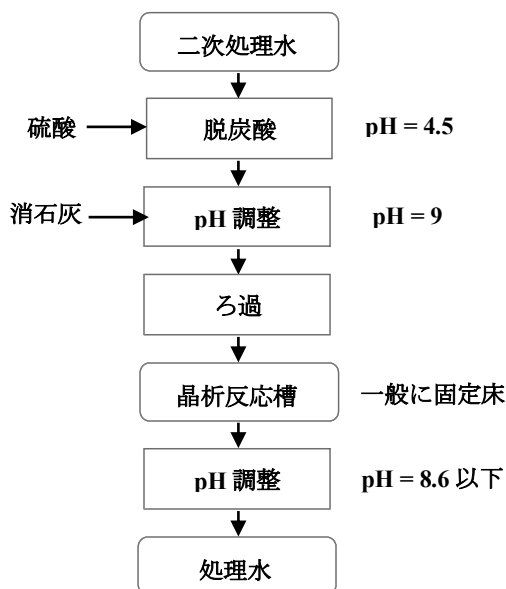 二次処理水
硫酸
脱炭酸
pH = 4.5
消石灰
pH 調整
pH = 9
ろ過
晶析反応槽
一般に固定床
pH 調整
pH = 8.6 以下
処理水